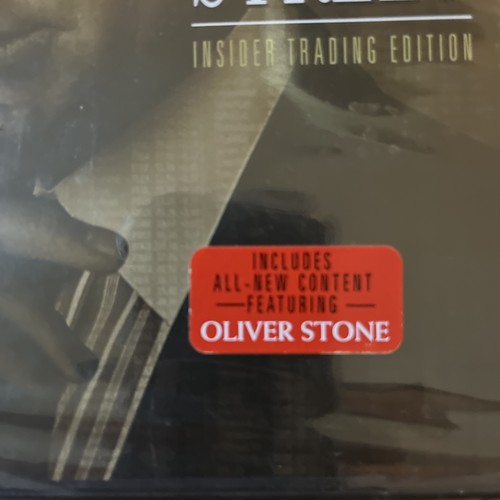 INSIDER TRADING EDITION
INCLUDES
ALL-NEW CONTENT
FEATURING
OLIVER STONE